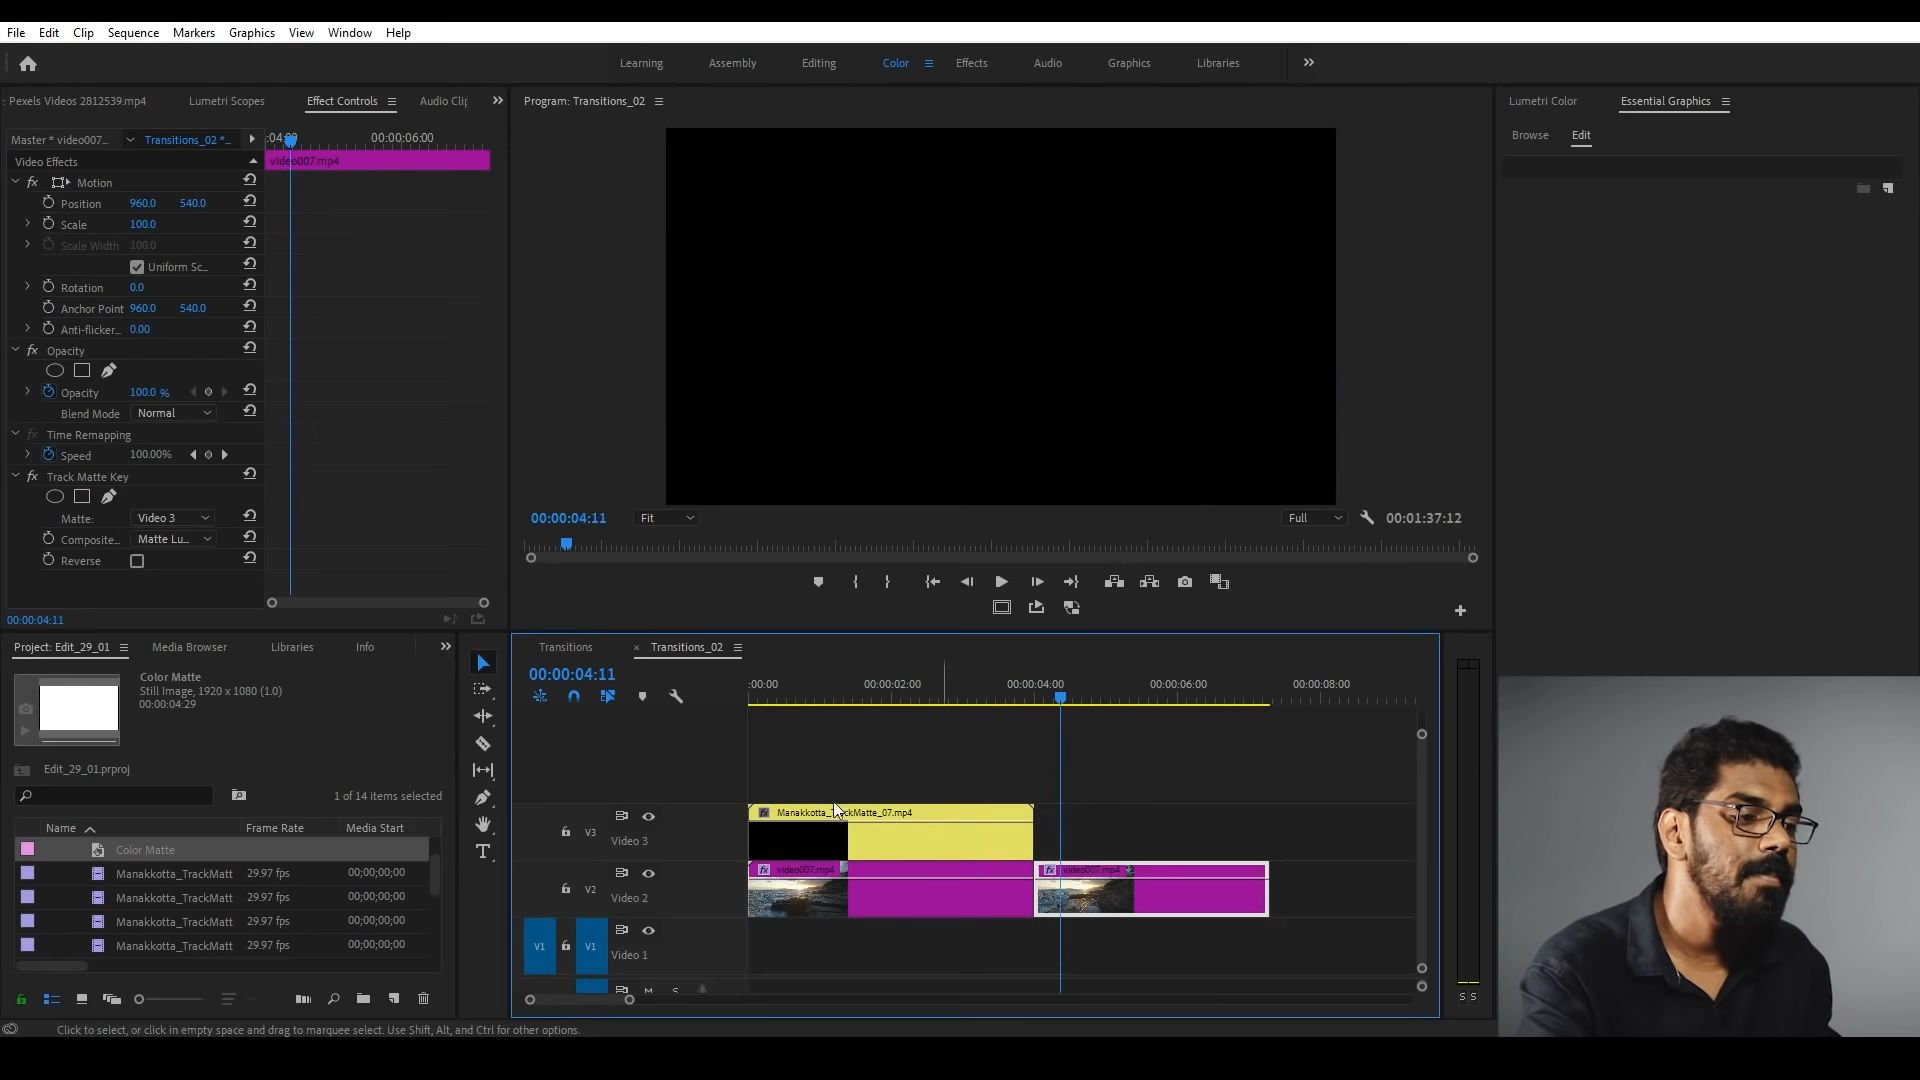 File Edit Clip Sequence Markers Graphics View Window Help
Learning Assembly Editing Color Effects Audio Graphics Libraries
: Pexels Videos 2812539.mp4 Lumetri Scopes Effect Controls Audio Clip
Program: Transitions_02
Lumetri Color Essential Graphics
Browse Edit
Master * video007... Transitions_02 *...
:04:00 00:00:06:00
Video Effects
video007.mp4
fx Motion
Position 960.0 540.0
Scale 100.0
Scale Width 100.0
Uniform Sc...
Rotation 0.0
Anchor Point 960.0 540.0
Anti-flicker... 0.00
fx Opacity
Opacity 100.0 %
Blend Mode Normal
fx Time Remapping
Speed 100.00%
fx Track Matte Key
Matte: Video 3
Composite... Matte Lu...
Reverse
00:00:04:11
00:00:04:11 Fit Full 00:01:37:12
Project: Edit_29_01 Media Browser Libraries Info
Color Matte
Still Image, 1920 x 1080 (1.0)
00:00:04:29
Edit_29_01.prproj
1 of 14 items selected
Name Frame Rate Media Start
Color Matte
Manakkotta_TrackMatt 29.97 fps 00;00;00;00
Manakkotta_TrackMatt 29.97 fps 00;00;00;00
Manakkotta_TrackMatt 29.97 fps 00;00;00;00
Manakkotta_TrackMatt 29.97 fps 00;00;00;00
Transitions × Transitions_02
00:00:04:11
:00:00 00:00:02:00 00:00:04:00 00:00:06:00 00:00:08:00
V3 Video 3
fx Manakkotta_TrackMatte_07.mp4
V2 Video 2
fx video007.mp4
fx video007.mp4
V1 V1 Video 1
M S
S S
Click to select, or click in empty space and drag to marquee select. Use Shift, Alt, and Ctrl for other options.